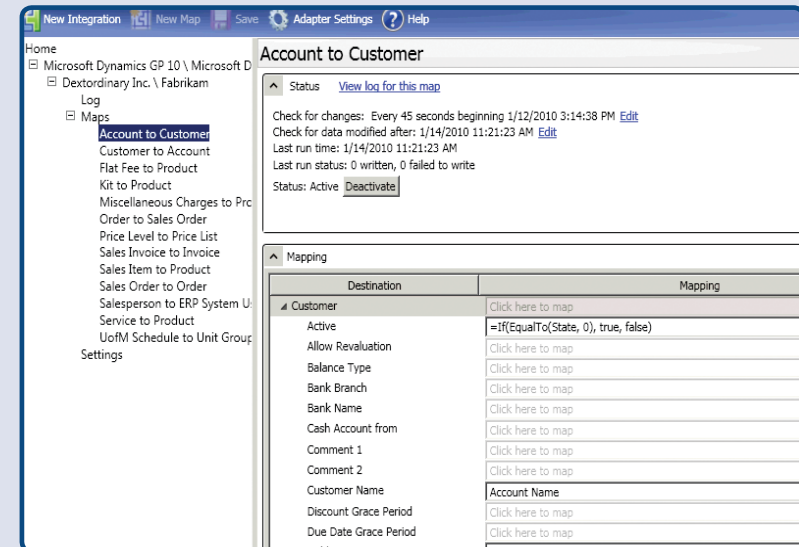 New Integration New Map Save Adapter Settings ? Help
Home
Microsoft Dynamics GP 10 \ Microsoft D
Dextordinary Inc. \ Fabrikam
Log
Maps
Account to Customer
Customer to Account
Flat Fee to Product
Kit to Product
Miscellaneous Charges to Pro
Order to Sales Order
Price Level to Price List
Sales Invoice to Invoice
Sales Item to Product
Sales Order to Order
Salesperson to ERP System U
Service to Product
UofM Schedule to Unit Group
Settings
Account to Customer
Status View log for this map
Check for changes: Every 45 seconds beginning 1/12/2010 3:14:38 PM Edit
Check for data modified after: 1/14/2010 11:21:23 AM Edit
Last run time: 1/14/2010 11:21:23 AM
Last run status: 0 written, 0 failed to write
Status: Active Deactivate
Mapping
Destination Mapping
Customer Click here to map
Active =If(EqualTo(State, 0), true, false)
Allow Revaluation Click here to map
Balance Type Click here to map
Bank Branch Click here to map
Bank Name Click here to map
Cash Account from Click here to map
Comment 1 Click here to map
Comment 2 Click here to map
Customer Name Account Name
Discount Grace Period Click here to map
Due Date Grace Period Click here to map